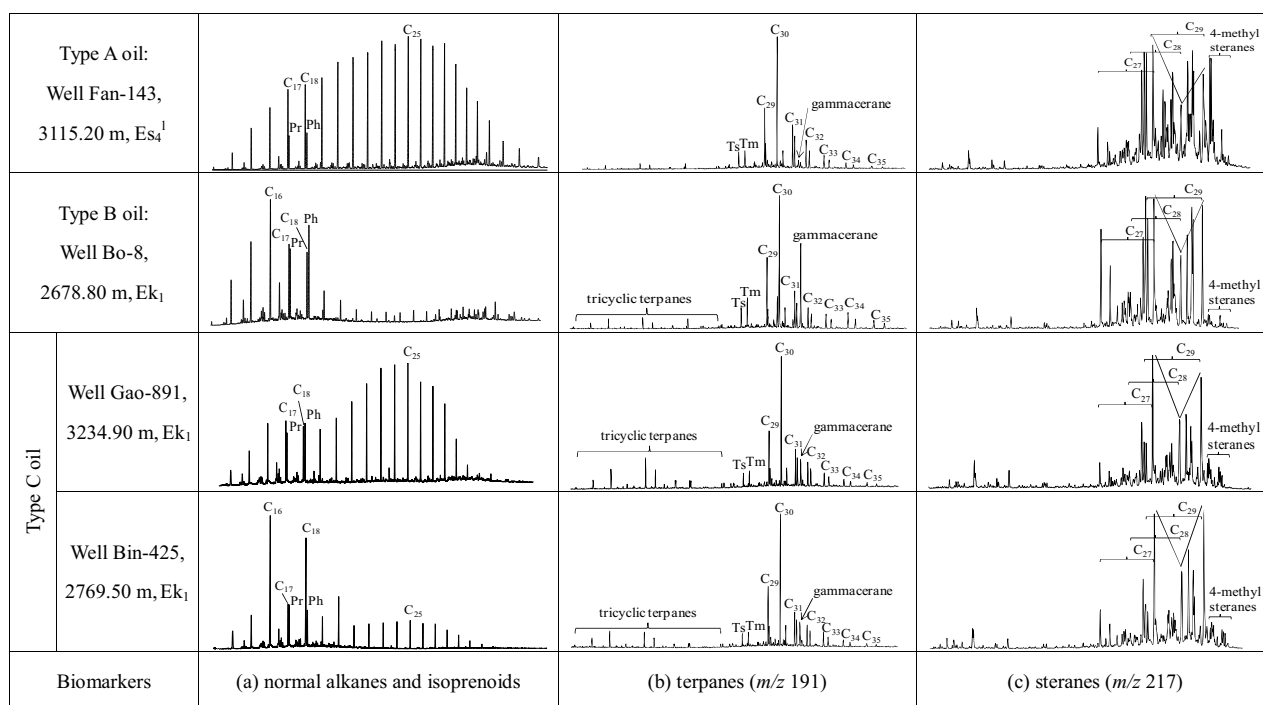 Type A oil:
Well Fan-143,
3115.20 m, Es₄¹
C₁₇
C₁₈
Pr
Ph
C₂₅
Ts
Tm
C₂₉
C₃₀
C₃₁
gammacerane
C₃₂
C₃₃
C₃₄
C₃₅
C₂₇
C₂₈
C₂₉
4-methyl
steranes
Type B oil:
Well Bo-8,
2678.80 m, Ek₁
C₁₆
C₁₇
C₁₈
Pr
Ph
tricyclic terpanes
Ts
Tm
C₂₉
C₃₀
C₃₁
gammacerane
C₃₂
C₃₃
C₃₄
C₃₅
C₂₇
C₂₈
C₂₉
4-methyl
steranes
Type C oil
Well Gao-891,
3234.90 m, Ek₁
C₁₇
C₁₈
Pr
Ph
C₂₅
tricyclic terpanes
Ts
Tm
C₂₉
C₃₀
C₃₁
gammacerane
C₃₂
C₃₃
C₃₄
C₃₅
C₂₇
C₂₈
C₂₉
4-methyl
steranes
Well Bin-425,
2769.50 m, Ek₁
C₁₆
C₁₇
C₁₈
Pr
Ph
C₂₅
tricyclic terpanes
Ts
Tm
C₂₉
C₃₀
C₃₁
gammacerane
C₃₂
C₃₃
C₃₄
C₃₅
C₂₇
C₂₈
C₂₉
4-methyl
steranes
Biomarkers
(a) normal alkanes and isoprenoids
(b) terpanes (m/z 191)
(c) steranes (m/z 217)